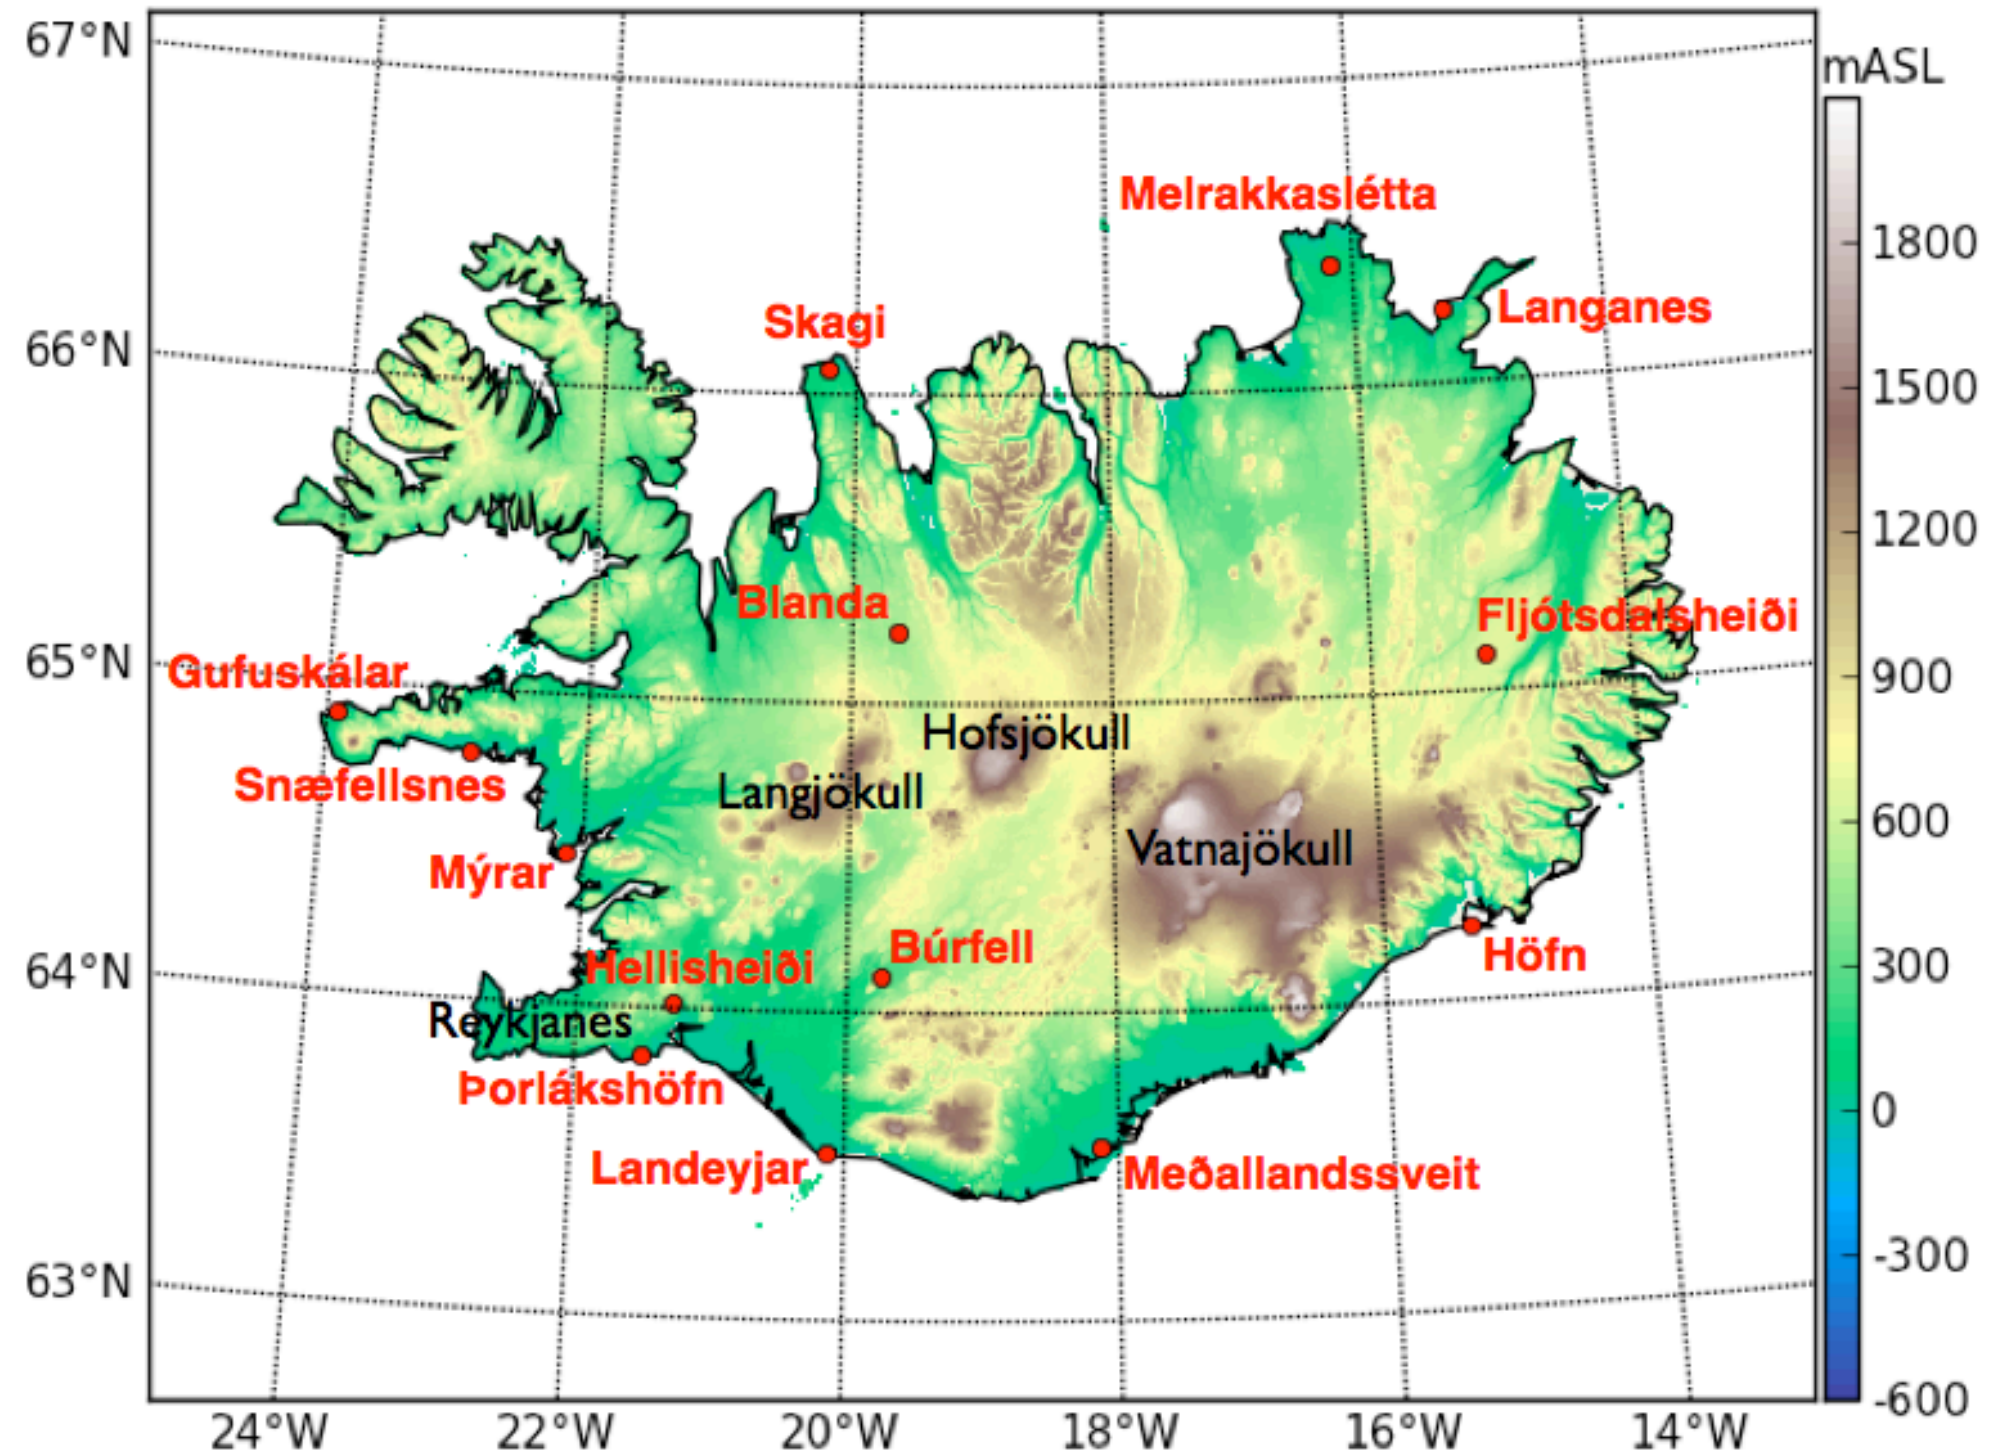 67°N
mASL
Melrakkaslétta
1800
Langanes
Skagi
66°N
1500
1200
Blanda
Fljótsdalsheiði
65°N
Gufuskálar
900
Hofsjökull
Snæfellsnes
Langjökull
600
Vatnajökull
Mýrar
Búrfell
Höfn
64°N
Hellisheiði
300
Reykjanes
Þorlákshöfn
0
Landeyjar
Meðallandssveit
63°N
-300
-600
24°W 22°W 20°W 18°W 16°W 14°W